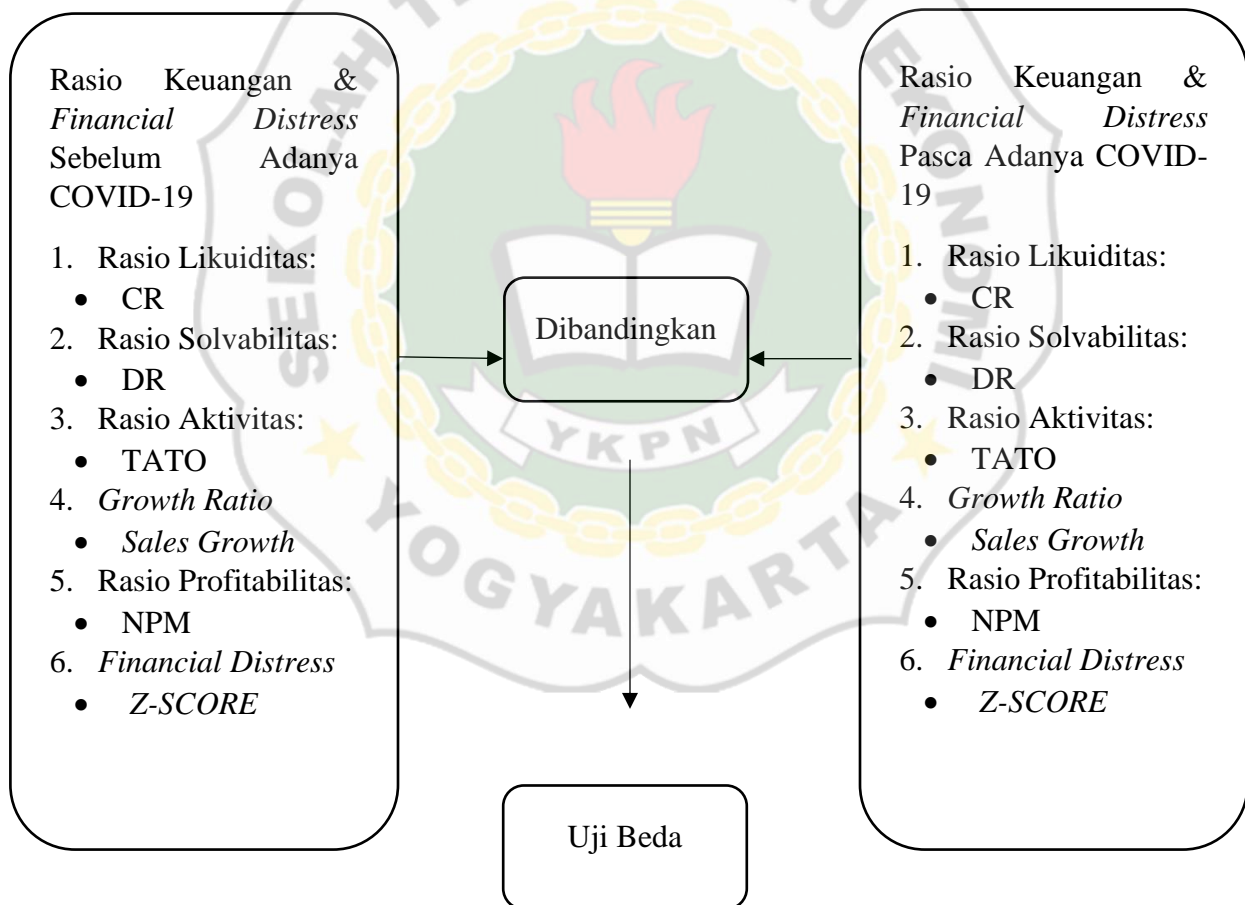 Rasio Keuangan &
Financial Distress
Sebelum Adanya
COVID-19
1. Rasio Likuiditas:
• CR
2. Rasio Solvabilitas:
• DR
3. Rasio Aktivitas:
• TATO
4. Growth Ratio
• Sales Growth
5. Rasio Profitabilitas:
• NPM
6. Financial Distress
• Z-SCORE
Dibandingkan
Uji Beda
Rasio Keuangan &
Financial Distress
Pasca Adanya COVID-
19
1. Rasio Likuiditas:
• CR
2. Rasio Solvabilitas:
• DR
3. Rasio Aktivitas:
• TATO
4. Growth Ratio
• Sales Growth
5. Rasio Profitabilitas:
• NPM
6. Financial Distress
• Z-SCORE
SEKOLAH EKONOMI
YKPN
YOGYAKARTA